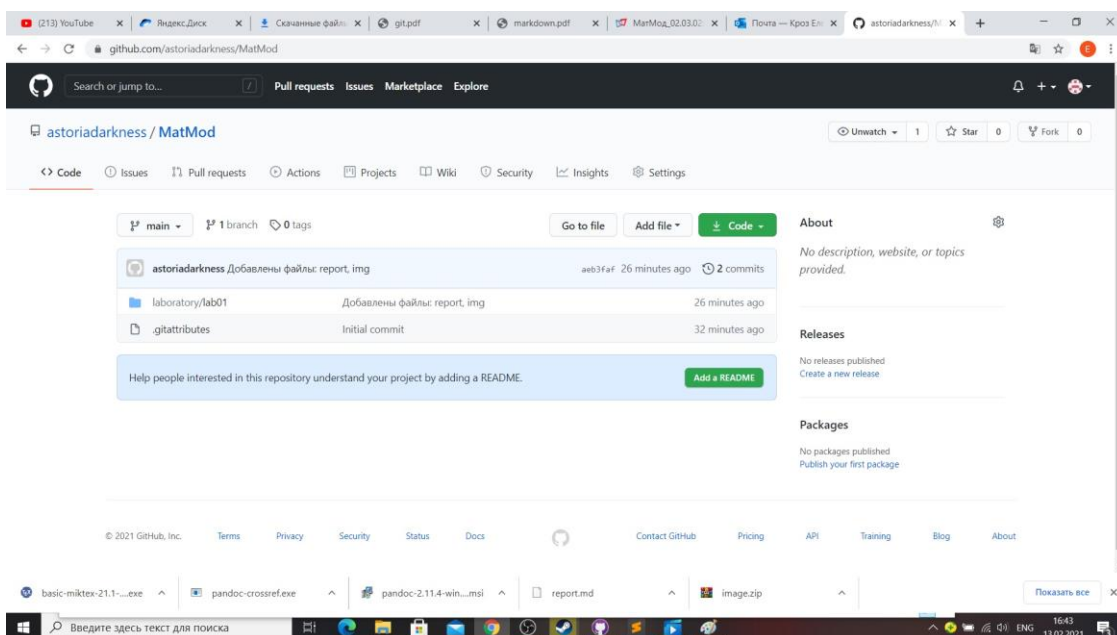 (213) YouTube
Яндекс.Диск
Скачанные файл
git.pdf
markdown.pdf
МатМод_02.03.02
Почта — Кроз Еле
astoriadarkness/M
github.com/astoriadarkness/MatMod
E
Search or jump to...
/
Pull requests Issues Marketplace Explore
astoriadarkness / MatMod
Unwatch 1
Star 0
Fork 0
Code
Issues
Pull requests
Actions
Projects
Wiki
Security
Insights
Settings
main
1 branch
0 tags
Go to file
Add file
Code
About
No description, website, or topics
provided.
astoriadarkness Добавлены файлы: report, img
aeb3faf 26 minutes ago 2 commits
laboratory/lab01 Добавлены файлы: report, img 26 minutes ago
.gitattributes Initial commit 32 minutes ago
Help people interested in this repository understand your project by adding a README.
Add a README
Releases
No releases published
Create a new release
Packages
No packages published
Publish your first package
© 2021 GitHub, Inc. Terms Privacy Security Status Docs Contact GitHub Pricing API Training Blog About
basic-miktex-21.1-....exe
pandoc-crossref.exe
pandoc-2.11.4-win....msi
report.md
image.zip
Показать все
Введите здесь текст для поиска
ENG
16:43
13.02.2021